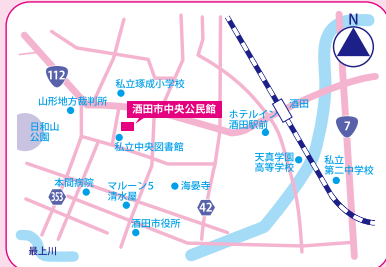 N
112
私立琢成小学校
山形地方裁判所
酒田市中央公民館
ホテルイン
酒田駅前
酒田
7
日和山
公園
私立中央図書館
天真学園
高等学校
私立
第二中学校
本間病院
マルーン5
清水屋
海晏寺
353
42
酒田市役所
最上川